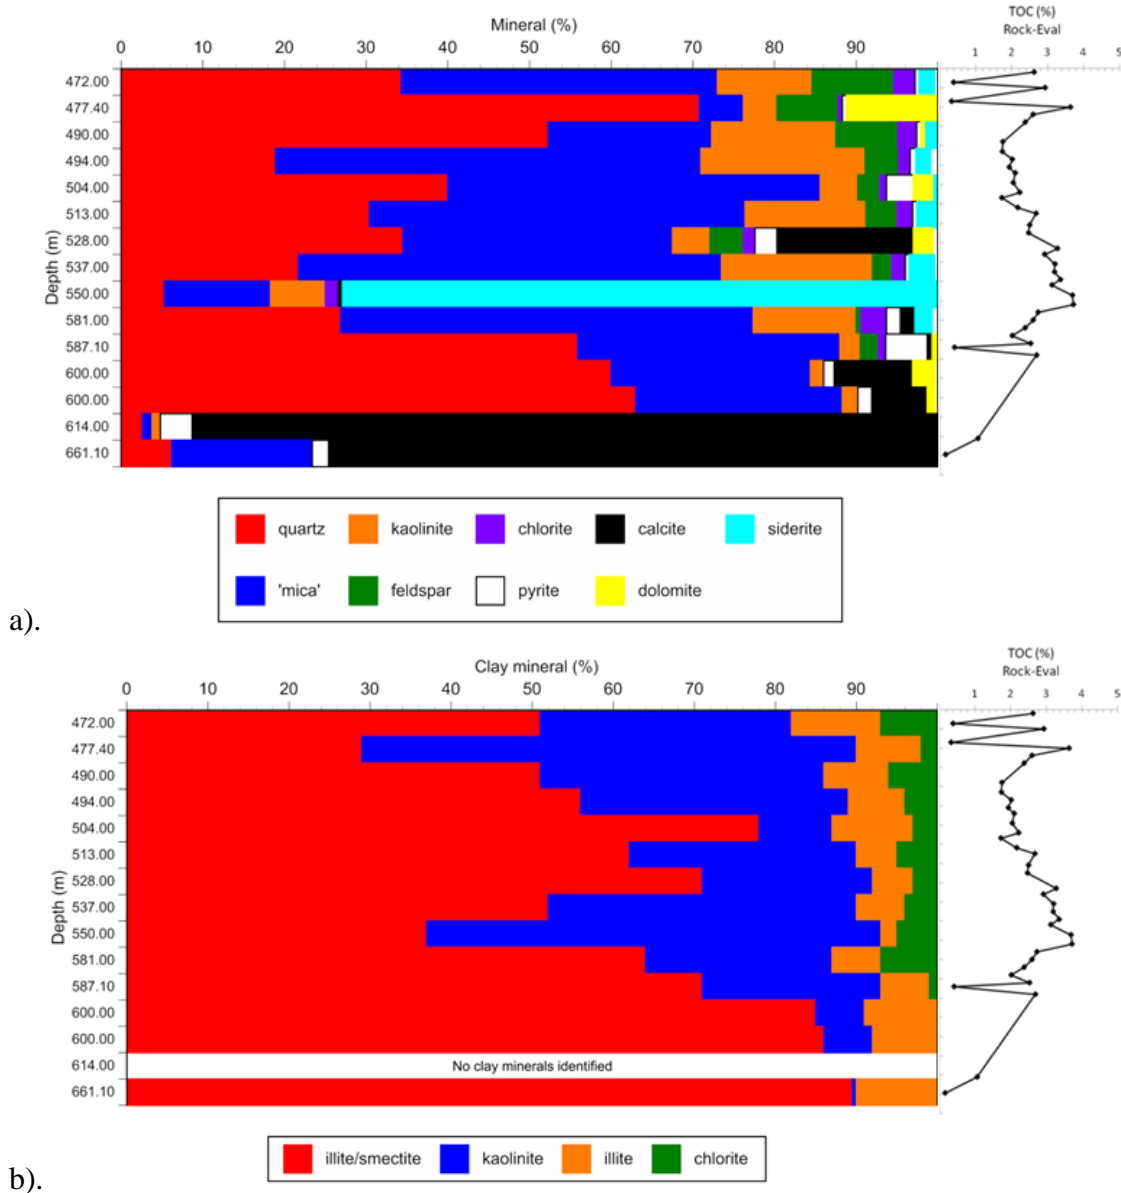 Mineral (%)
TOC (%)
Rock-Eval
0 10 20 30 40 50 60 70 80 90
1 2 3 4 5
Depth (m)
472.00
477.40
490.00
494.00
504.00
513.00
528.00
537.00
550.00
581.00
587.10
600.00
600.00
614.00
661.10
quartz kaolinite chlorite calcite siderite
'mica' feldspar pyrite dolomite
a).
Clay mineral (%)
TOC (%)
Rock-Eval
0 10 20 30 40 50 60 70 80 90
1 2 3 4 5
Depth (m)
472.00
477.40
490.00
494.00
504.00
513.00
528.00
537.00
550.00
581.00
587.10
600.00
600.00
614.00
No clay minerals identified
661.10
illite/smectite kaolinite illite chlorite
b).